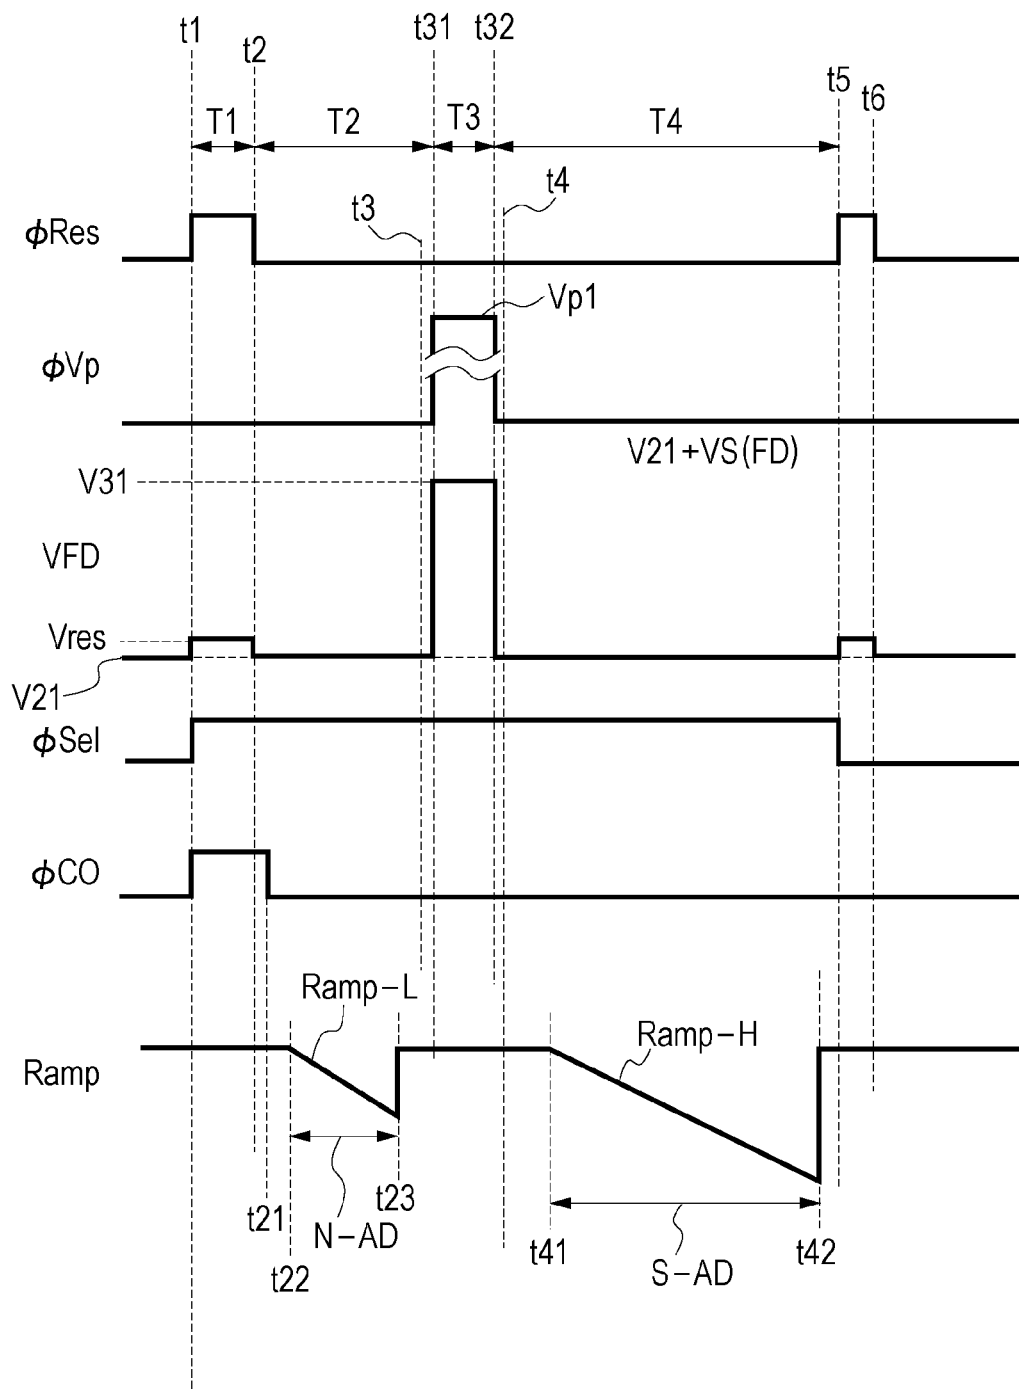 t1
t2
t31
t32
t5
t6
T1
T2
T3
T4
t3
t4
ϕRes
Vp1
ϕVp
V21+VS(FD)
V31
VFD
Vres
V21
ϕSel
ϕCO
Ramp-L
Ramp-H
Ramp
t21
t22
N-AD
t23
t41
S-AD
t42